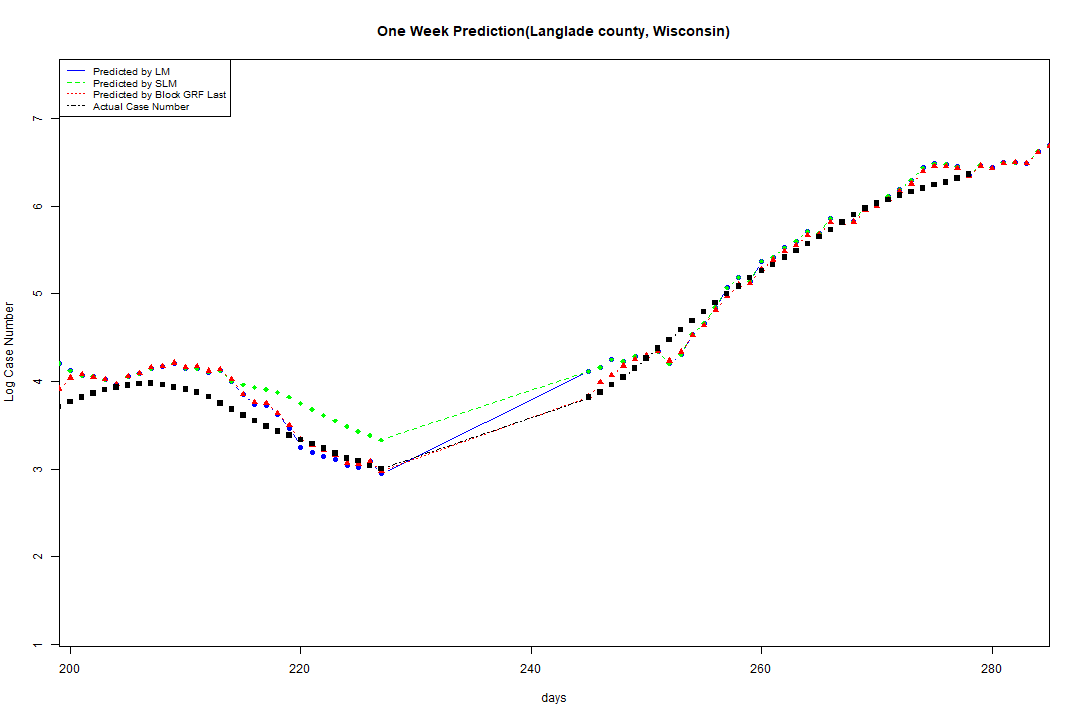 One Week Prediction(Langlade county, Wisconsin)
Predicted by LM
Predicted by SLM
Predicted by Block GRF Last
Actual Case Number
Log Case Number
7
6
5
4
3
2
1
200 220 240 260 280
days